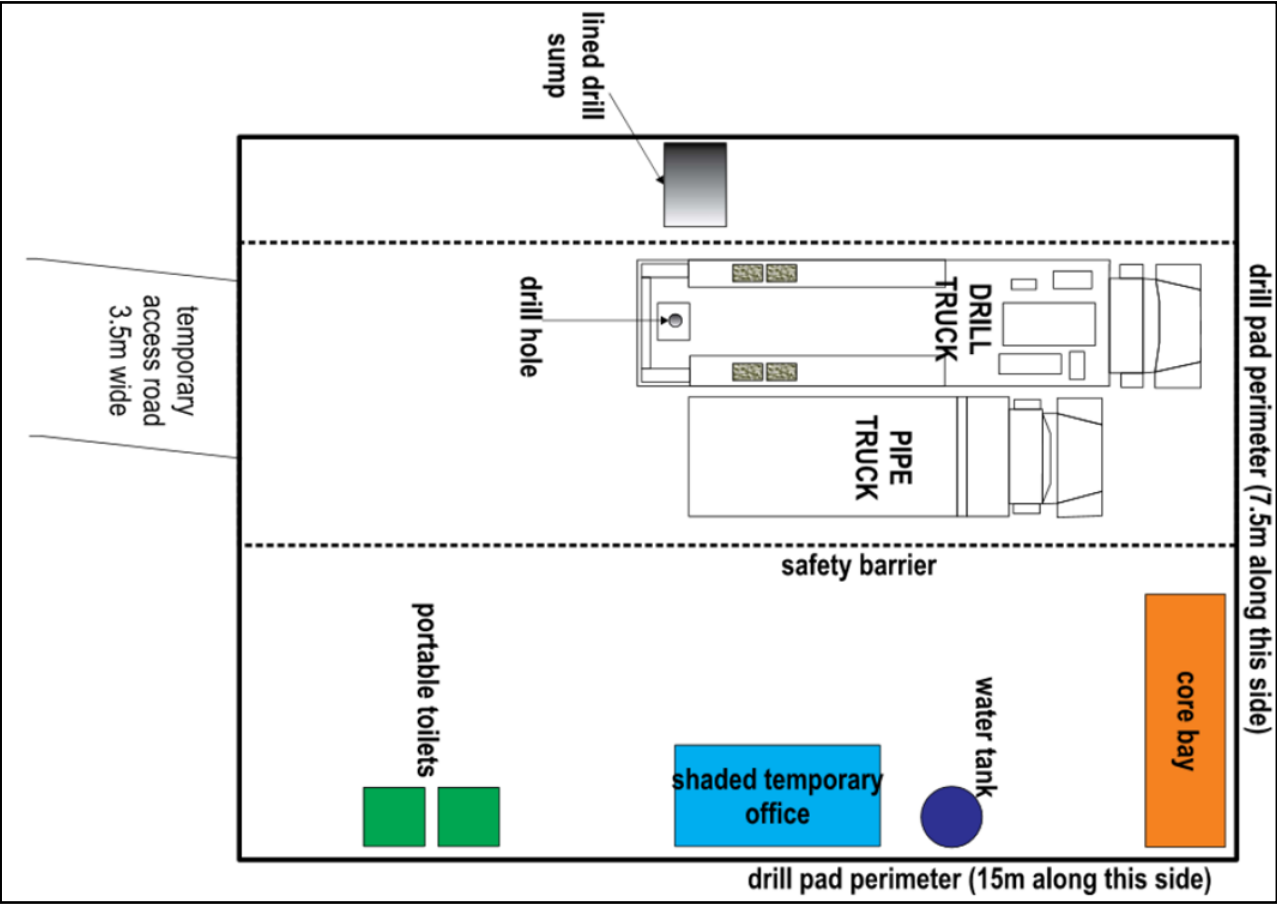 lined drill
sump
drill hole
DRILL
TRUCK
PIPE
TRUCK
temporary
access road
3.5m wide
safety barrier
drill pad perimeter (7.5m along this side)
portable toilets
shaded temporary
office
water tank
core bay
drill pad perimeter (15m along this side)